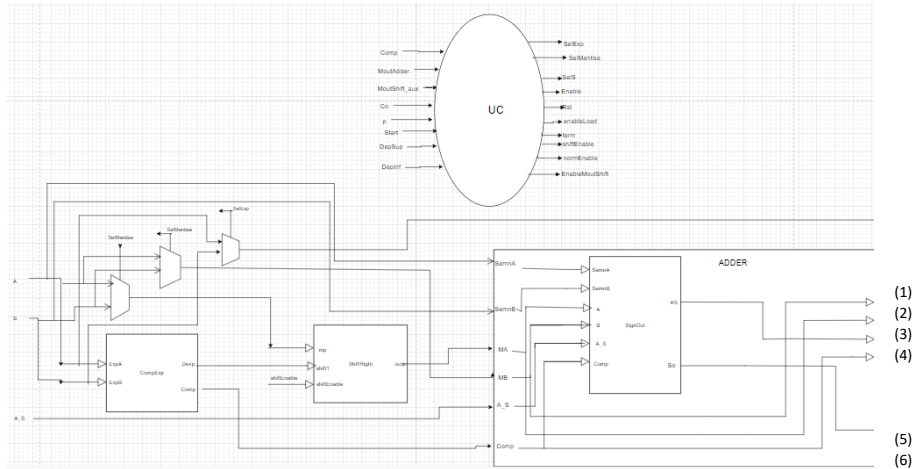 Comp
MoutAdder
MoutShift_aux
Co
p
Start
DepSup
DepInf
UC
SelExp
SelMantisa
SelS
Enable
Rst
enableLoad
term
shiftEnable
normEnable
EnableMoutShift
SelExp
SelMantisa
SelMantisa
A
B
A_S
ExpA
ExpB
CompExp
Dexp
Comp
inp
shift1
shiftEnable
shiftEnable
ShiftRight
outp
ADDER
SemnA
SemnB
MA
MB
A_S
Comp
SemnA
SemnB
A
B
A_S
Comp
SignOut
AS
So
(1)
(2)
(3)
(4)
(5)
(6)